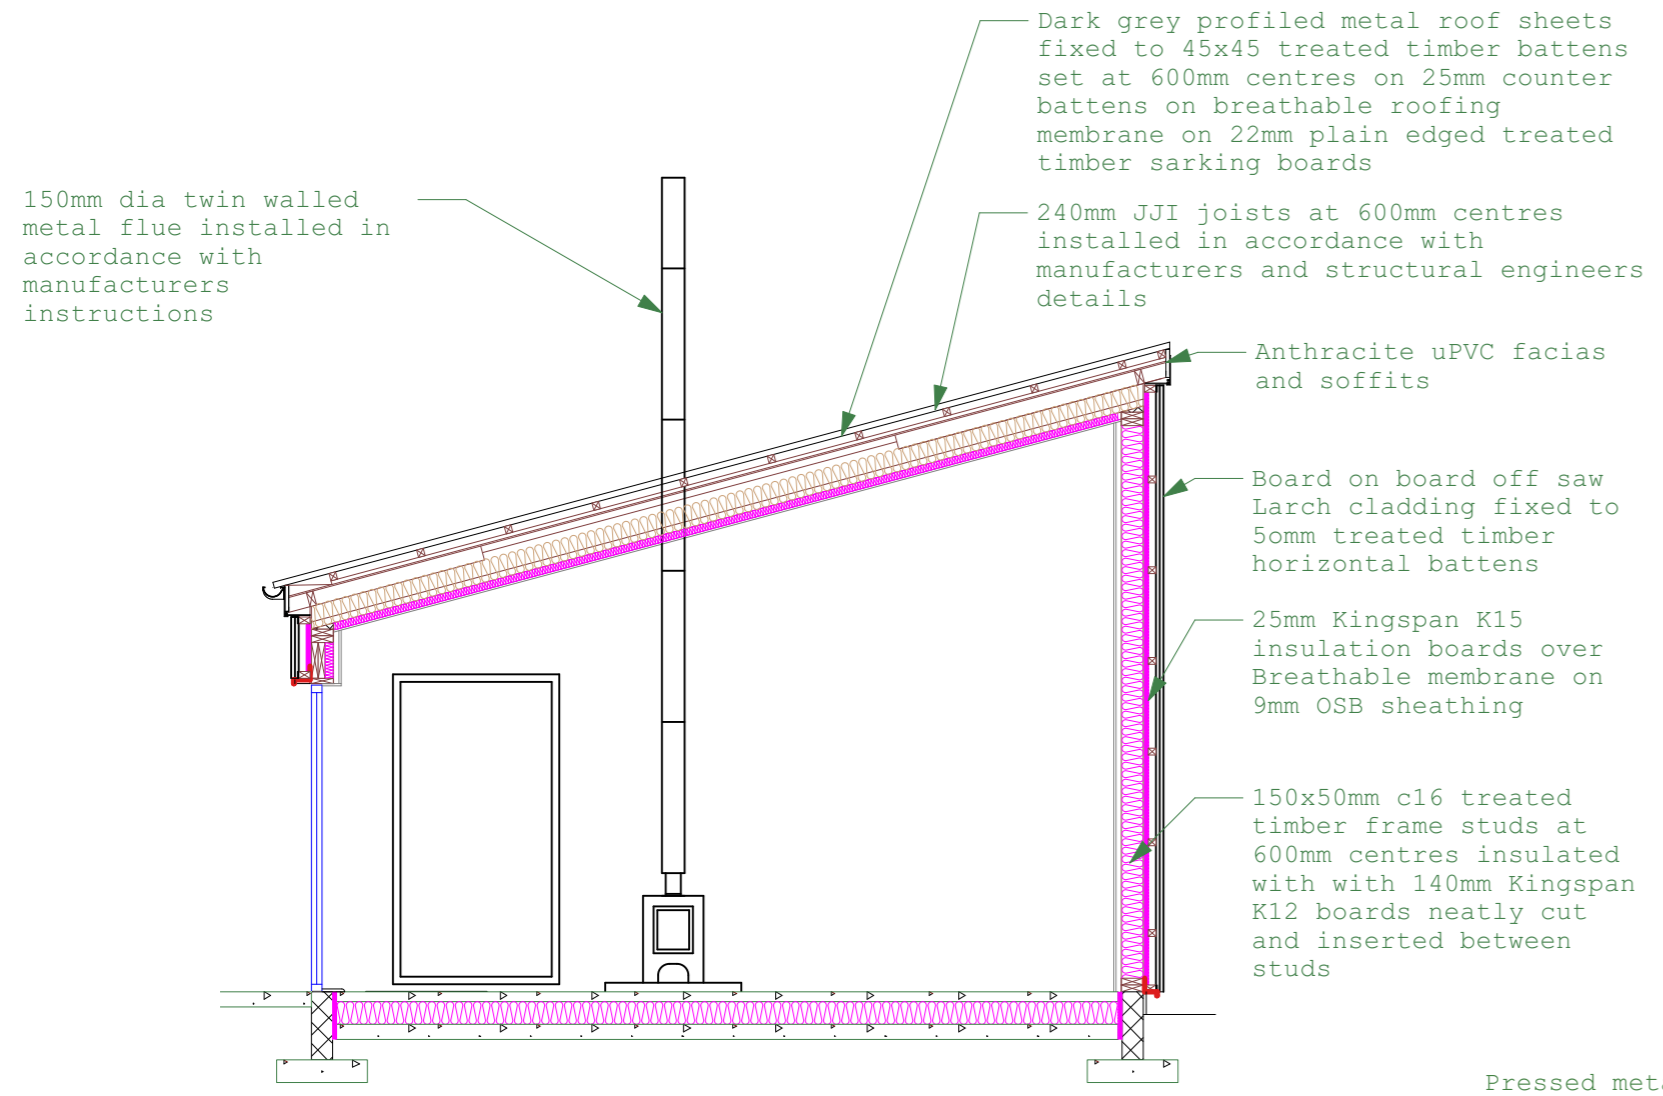 Dark grey profiled metal roof sheets
fixed to 45x45 treated timber battens
set at 600mm centres on 25mm counter
battens on breathable roofing
membrane on 22mm plain edged treated
timber sarking boards
150mm dia twin walled
metal flue installed in
accordance with
manufacturers
instructions
240mm JJI joists at 600mm centres
installed in accordance with
manufacturers and structural engineers
details
Anthracite uPVC facias
and soffits
Board on board off saw
Larch cladding fixed to
5omm treated timber
horizontal battens
25mm Kingspan K15
insulation boards over
Breathable membrane on
9mm OSB sheathing
150x50mm c16 treated
timber frame studs at
600mm centres insulated
with with 140mm Kingspan
K12 boards neatly cut
and inserted between
studs
Pressed meta